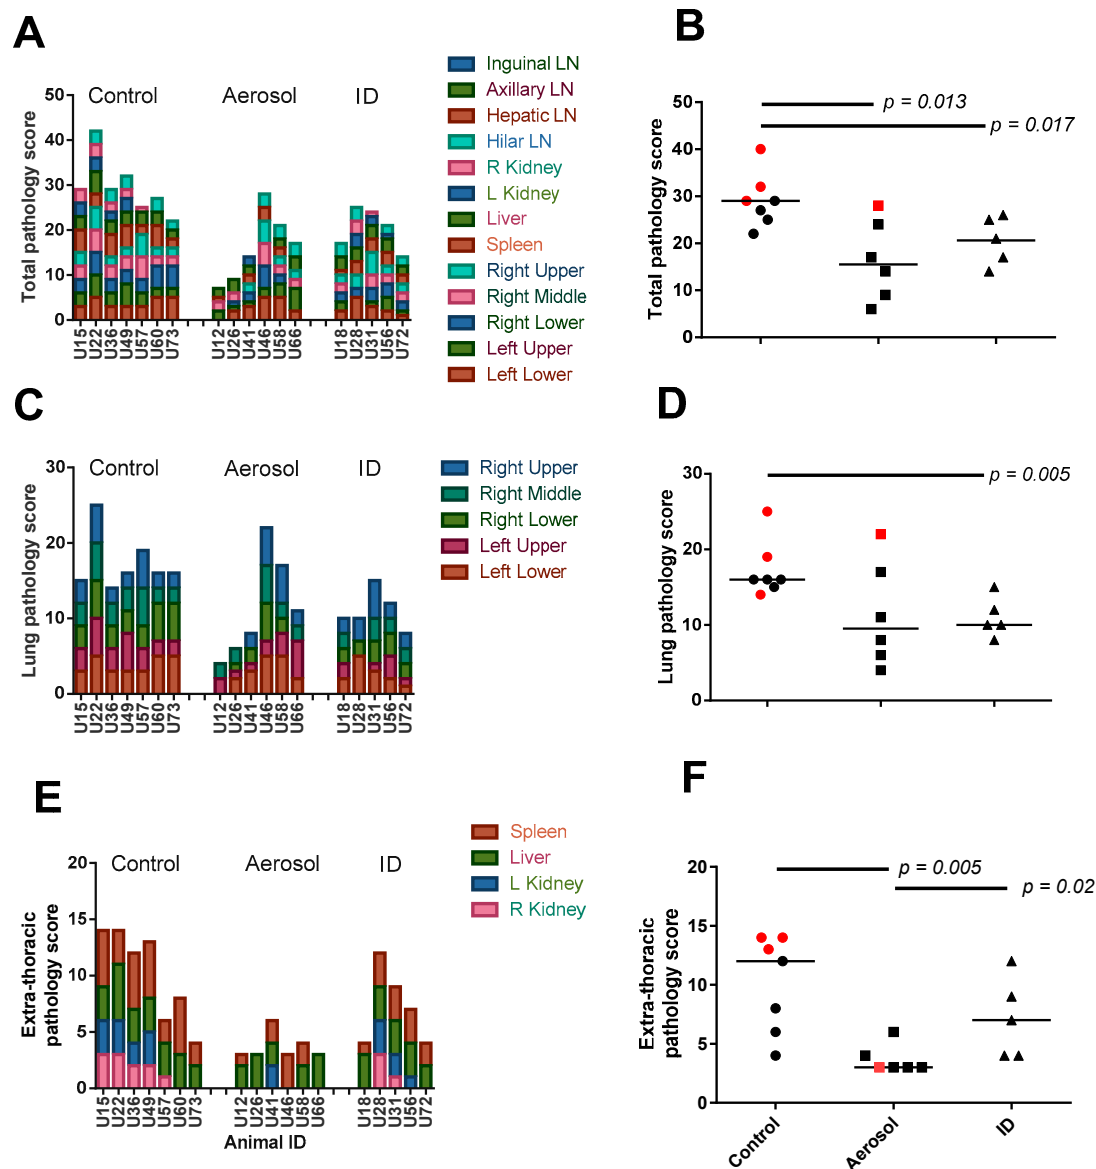 A
Control
Aerosol
ID
Total pathology score
50
40
30
20
10
0
U15
U22
U36
U49
U57
U60
U73
U12
U26
U41
U46
U58
U66
U18
U28
U31
U56
U72
Inguinal LN
Axillary LN
Hepatic LN
Hilar LN
R Kidney
L Kidney
Liver
Spleen
Right Upper
Right Middle
Right Lower
Left Upper
Left Lower
B
Total pathology score
50
40
30
20
10
0
p = 0.013
p = 0.017
C
Control
Aerosol
ID
Lung pathology score
30
20
10
0
U15
U22
U36
U49
U57
U60
U73
U12
U26
U41
U46
U58
U66
U18
U28
U31
U56
U72
Right Upper
Right Middle
Right Lower
Left Upper
Left Lower
D
Lung pathology score
30
20
10
0
p = 0.005
E
Control
Aerosol
ID
Extra-thoracic
pathology score
20
15
10
5
0
U15
U22
U36
U49
U57
U60
U73
U12
U26
U41
U46
U58
U66
U18
U28
U31
U56
U72
Animal ID
Spleen
Liver
L Kidney
R Kidney
F
Extra-thoracic
pathology score
20
15
10
5
0
p = 0.005
p = 0.02
Control
Aerosol
ID